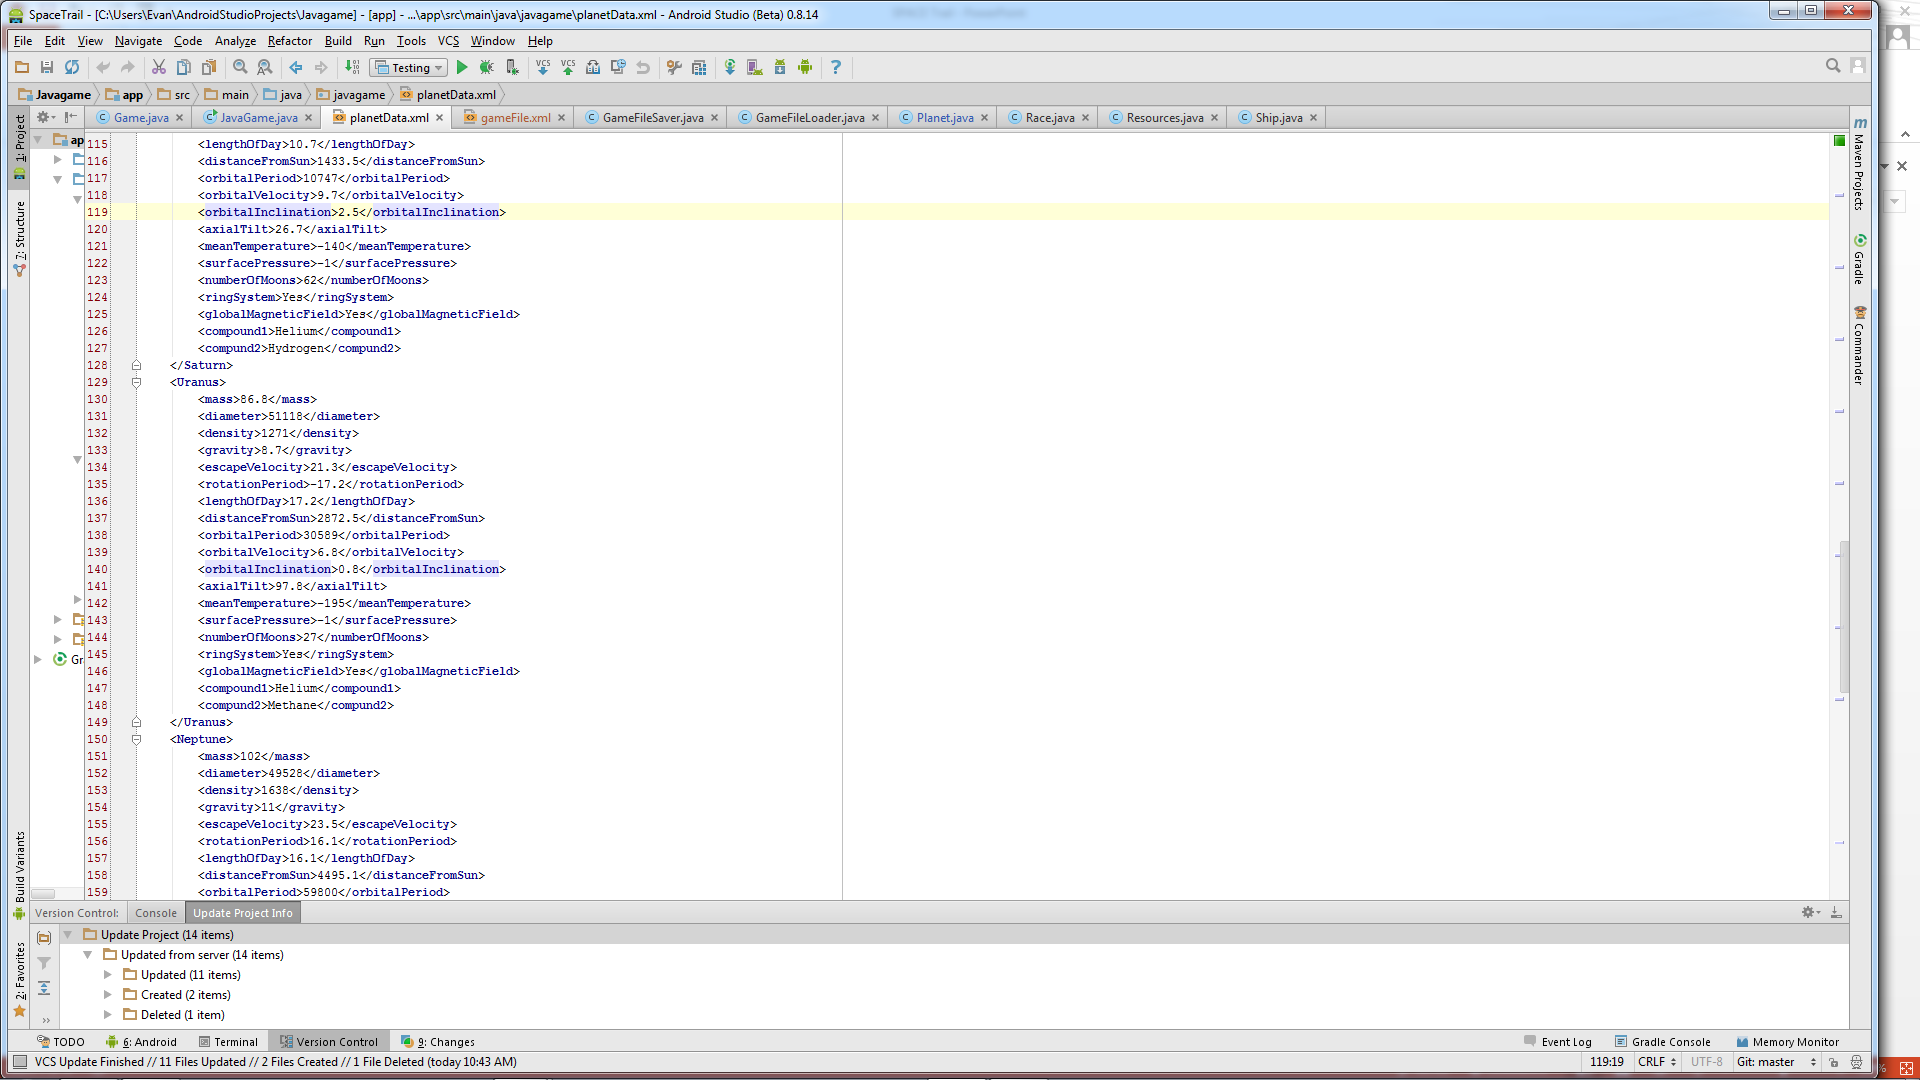 SpaceTrail - [C:\Users\Evan\AndroidStudioProjects\Javagame] - [app] - ...\app\src\main\java\javagame\planetData.xml - Android Studio (Beta) 0.8.14
File Edit View Navigate Code Analyze Refactor Build Run Tools VCS Window Help
Testing
Javagame app src main java javagame planetData.xml
Game.java JavaGame.java planetData.xml gameFile.xml GameFileSaver.java GameFileLoader.java Planet.java Race.java Resources.java Ship.java
1: Project
7: Structure
Build Variants
2: Favorites
ap
Gr
115 <lengthOfDay>10.7</lengthOfDay>
116 <distanceFromSun>1433.5</distanceFromSun>
117 <orbitalPeriod>10747</orbitalPeriod>
118 <orbitalVelocity>9.7</orbitalVelocity>
119 <orbitalInclination>2.5</orbitalInclination>
120 <axialTilt>26.7</axialTilt>
121 <meanTemperature>-140</meanTemperature>
122 <surfacePressure>-1</surfacePressure>
123 <numberOfMoons>62</numberOfMoons>
124 <ringSystem>Yes</ringSystem>
125 <globalMagneticField>Yes</globalMagneticField>
126 <compound1>Helium</compound1>
127 <compund2>Hydrogen</compund2>
128 </Saturn>
129 <Uranus>
130 <mass>86.8</mass>
131 <diameter>51118</diameter>
132 <density>1271</density>
133 <gravity>8.7</gravity>
134 <escapeVelocity>21.3</escapeVelocity>
135 <rotationPeriod>-17.2</rotationPeriod>
136 <lengthOfDay>17.2</lengthOfDay>
137 <distanceFromSun>2872.5</distanceFromSun>
138 <orbitalPeriod>30589</orbitalPeriod>
139 <orbitalVelocity>6.8</orbitalVelocity>
140 <orbitalInclination>0.8</orbitalInclination>
141 <axialTilt>97.8</axialTilt>
142 <meanTemperature>-195</meanTemperature>
143 <surfacePressure>-1</surfacePressure>
144 <numberOfMoons>27</numberOfMoons>
145 <ringSystem>Yes</ringSystem>
146 <globalMagneticField>Yes</globalMagneticField>
147 <compound1>Helium</compound1>
148 <compund2>Methane</compund2>
149 </Uranus>
150 <Neptune>
151 <mass>102</mass>
152 <diameter>49528</diameter>
153 <density>1638</density>
154 <gravity>11</gravity>
155 <escapeVelocity>23.5</escapeVelocity>
156 <rotationPeriod>16.1</rotationPeriod>
157 <lengthOfDay>16.1</lengthOfDay>
158 <distanceFromSun>4495.1</distanceFromSun>
159 <orbitalPeriod>59800</orbitalPeriod>
Maven Projects
Gradle
Commander
Version Control: Console Update Project Info
Update Project (14 items)
Updated from server (14 items)
Updated (11 items)
Created (2 items)
Deleted (1 item)
TODO 6: Android Terminal Version Control 9: Changes Event Log Gradle Console Memory Monitor
VCS Update Finished // 11 Files Updated // 2 Files Created // 1 File Deleted (today 10:43 AM) 119:19 CRLF UTF-8 Git: master